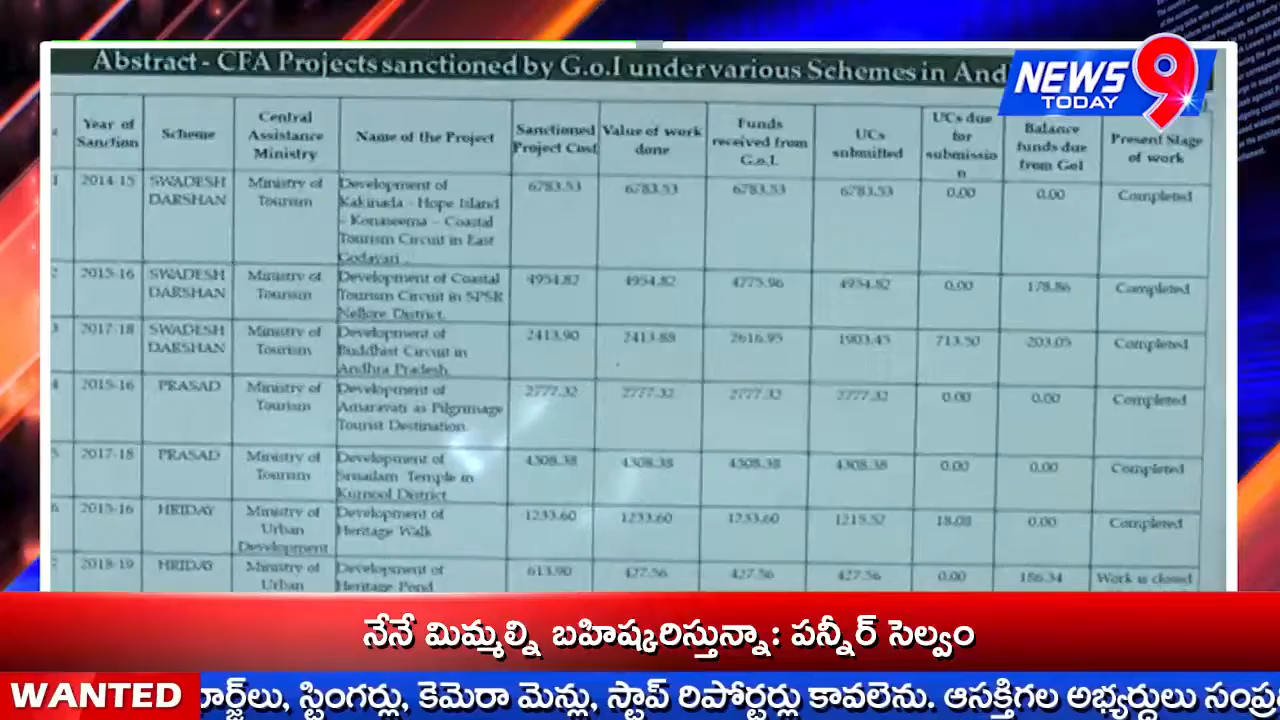 Abstract - CFA Projects sanctioned by G.o.I under various Schemes in And
NEWS 9
TODAY
Year of Sanction Scheme Central Assistance Ministry Name of the Project Sanctioned Project Cost Value of work done Funds received from G.o.I. UCs submitted UCs due for submission Balance funds due from GoI Present Stage of work
1 2014-15 SWADESH DARSHAN Ministry of Tourism Development of Kakinada - Hope Island - Konaseema - Coastal Tourism Circuit in East Godavari . 6783.53 6783.53 6783.53 6783.53 0.00 0.00 Completed
2 2015-16 SWADESH DARSHAN Ministry of Tourism Development of Coastal Tourism Circuit in SPSR Nellore District. 4954.82 4954.82 4775.96 4954.82 0.00 178.86 Completed
3 2017-18 SWADESH DARSHAN Ministry of Tourism Development of Buddhist Circuit in Andhra Pradesh. 2413.90 2413.88 2616.95 1903.45 713.50 -203.05 Completed
4 2015-16 PRASAD Ministry of Tourism Development of Amaravati as Pilgrimage Tourist Destination 2777.32 2777.32 2777.32 2777.32 0.00 0.00 Completed
5 2017-18 PRASAD Ministry of Tourism Development of Srisailam Temple in Kurnool District 4308.38 4308.38 4308.38 4308.38 0.00 0.00 Completed
6 2015-16 HRIDAY Ministry of Urban Development Development of Heritage Walk 1233.60 1233.60 1233.60 1215.52 18.08 0.00 Completed
2018-19 HRIDAY Ministry of Urban Development of Heritage Pond 613.90 427.56 427.56 427.56 0.00 186.34 Work is closed
నేనే మిమ్మల్ని బహిష్కరిస్తున్నా: పన్నీర్ సెల్వం
WANTED ఛార్జ్‌లు, స్టింగర్లు, కెమెరా మెన్లు, స్టాప్ రిపోర్టర్లు కావలెను. ఆసక్తిగల అభ్యర్దులు సంప్ర